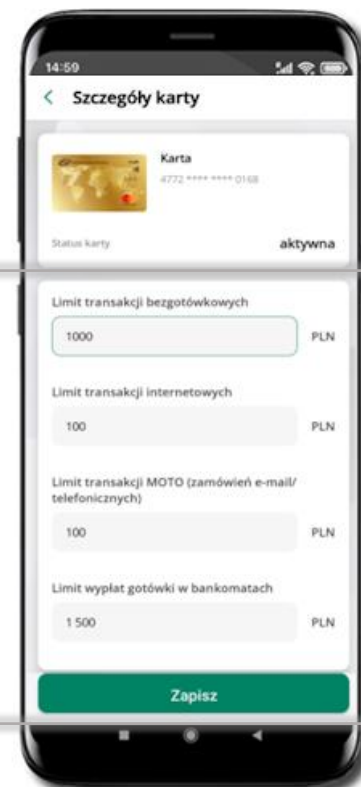 14:59
Szczegóły karty
Karta
4772 **** **** 0168
Status karty
aktywna
Limit transakcji bezgotówkowych
1000 PLN
Limit transakcji internetowych
100 PLN
Limit transakcji MOTO (zamówień e-mail/
telefonicznych)
100 PLN
Limit wypłat gotówki w bankomatach
1 500 PLN
Zapisz